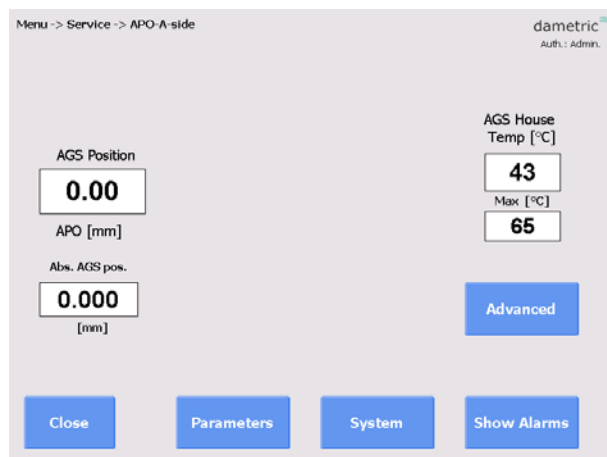 Menu -> Service -> APO-A-side
dametric
Auth.: Admin.
AGS House
Temp [°C]
43
Max [°C]
65
AGS Position
0.00
APO [mm]
Abs. AGS pos.
0.000
[mm]
Advanced
Close
Parameters
System
Show Alarms